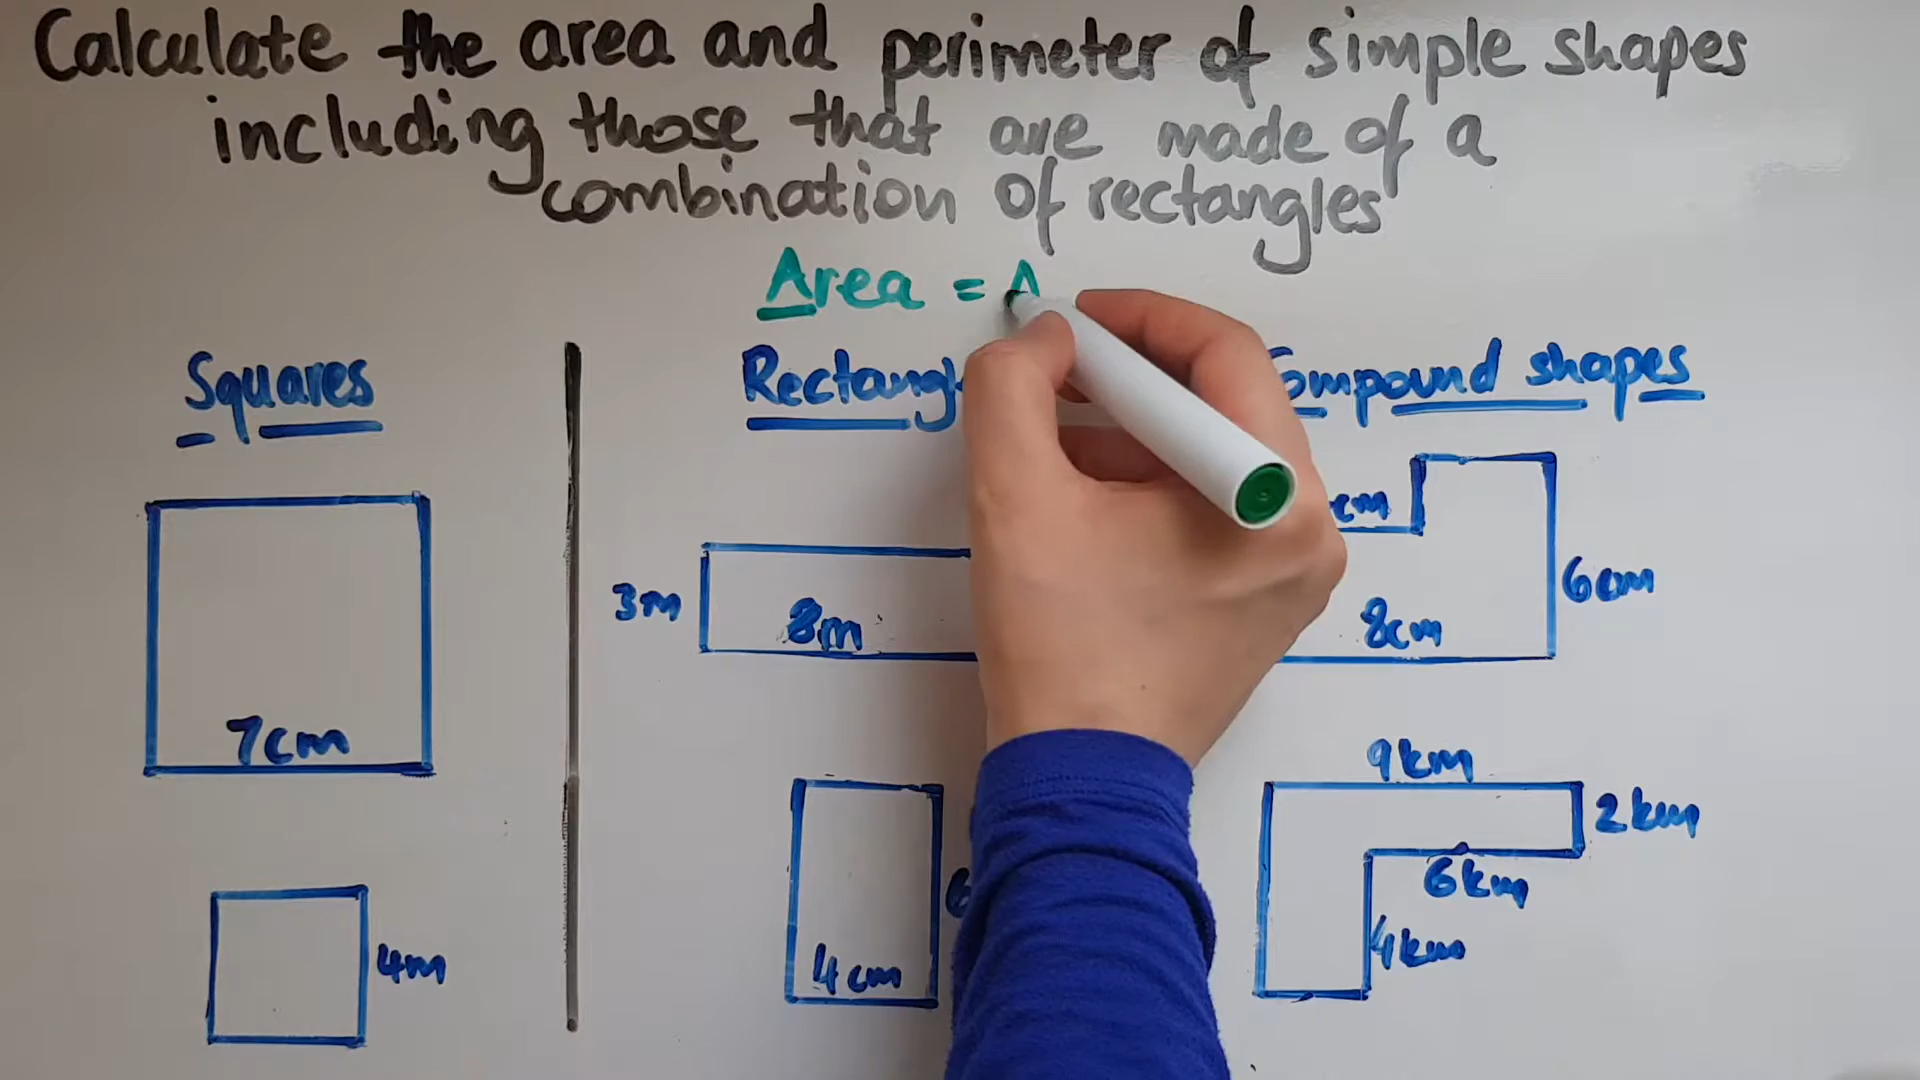 Calculate the area and perimeter of simple shapes
including those that are made of a
combination of rectangles
Area = A
Squares
Compound shapes
7cm
4m
3m
8m
4cm
cm
6cm
8cm
9km
2km
6km
4km